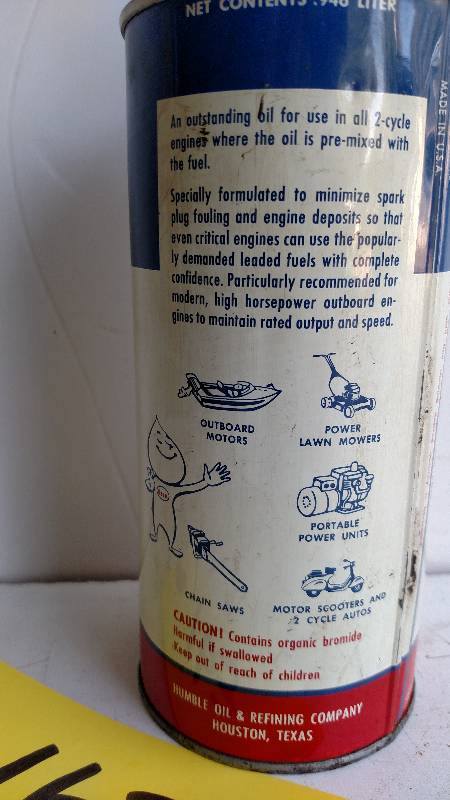 NET CONTENTS .946 LITER
MADE IN U.S.A.
An outstanding oil for use in all 2-cycle
engines where the oil is pre-mixed with
the fuel.
Specially formulated to minimize spark
plug fouling and engine deposits so that
even critical engines can use the popular-
ly demanded leaded fuels with complete
confidence. Particularly recommended for
modern, high horsepower outboard en-
gines to maintain rated output and speed.
OUTBOARD
MOTORS
POWER
LAWN MOWERS
PORTABLE
POWER UNITS
CHAIN SAWS
MOTOR SCOOTERS AND
2 CYCLE AUTOS
CAUTION! Contains organic bromide
Harmful if swallowed
Keep out of reach of children
HUMBLE OIL & REFINING COMPANY
HOUSTON, TEXAS